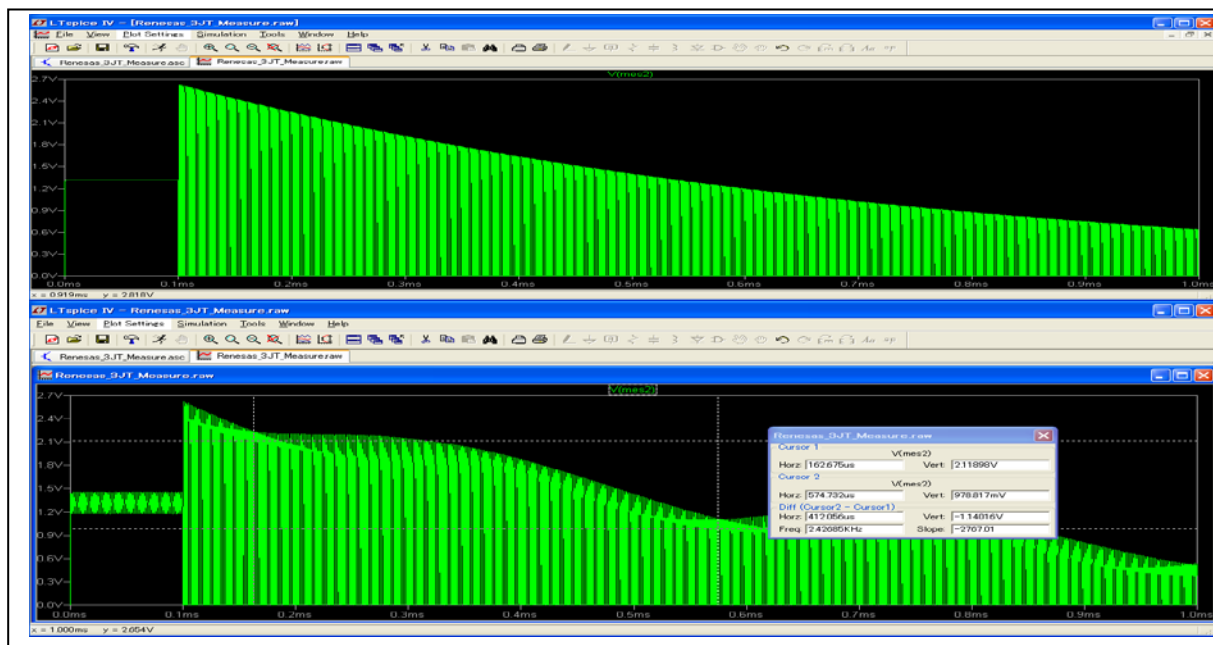 LTspice IV - [Renesas_3JT_Measure.raw]
File View Plot Settings Simulation Tools Window Help
Renesas_3JT_Measure.asc Renesas_3JT_Measure.raw
V(mes2)
2.7V
2.4V
2.1V
1.8V
1.5V
1.2V
0.9V
0.6V
0.3V
0.0V
0.0ms 0.1ms 0.2ms 0.3ms 0.4ms 0.5ms 0.6ms 0.7ms 0.8ms 0.9ms 1.0ms
x = 0.919ms y = 2.818V
LTspice IV - Renesas_3JT_Measure.raw
File View Plot Settings Simulation Tools Window Help
Renesas_3JT_Measure.asc Renesas_3JT_Measure.raw
Renesas_3JT_Measure.raw
V(mes2)
2.7V
2.4V
2.1V
1.8V
1.5V
1.2V
0.9V
0.6V
0.3V
0.0V
Renesas_3JT_Measure.raw
Cursor 1
V(mes2)
Horz: 162.675us Vert: 2.11898V
Cursor 2
V(mes2)
Horz: 574.732us Vert: 978.817mV
Diff (Cursor2 - Cursor1)
Horz: 412.056us Vert: -1.14016V
Freq: 2.42685KHz Slope: -2767.01
0.0ms 0.1ms 0.2ms 0.3ms 0.4ms 0.5ms 0.6ms 0.7ms 0.8ms 0.9ms 1.0ms
x = 1.000ms y = 2.654V